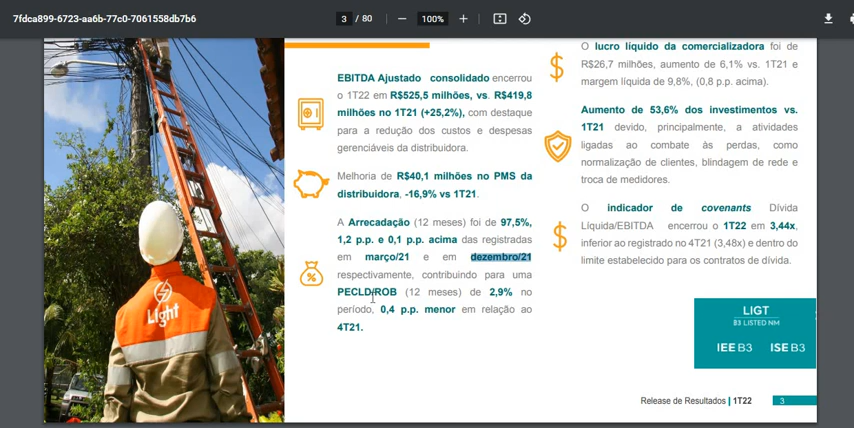 7fdca899-6723-aa6b-77c0-7061558db7b6
3 / 80
100%
EBITDA Ajustado consolidado encerrou
o 1T22 em R$525,5 milhões, vs. R$419,8
milhões no 1T21 (+25,2%), com destaque
para a redução dos custos e despesas
gerenciáveis da distribuidora.
Melhoria de R$40,1 milhões no PMS da
distribuidora, -16,9% vs 1T21.
A Arrecadação (12 meses) foi de 97,5%,
1,2 p.p. e 0,1 p.p. acima das registradas
em março/21 e em dezembro/21
respectivamente, contribuindo para uma
PECLD/ROB (12 meses) de 2,9% no
período, 0,4 p.p. menor em relação ao
4T21.
O lucro líquido da comercializadora foi de
R$26,7 milhões, aumento de 6,1% vs. 1T21 e
margem líquida de 9,8%, (0,8 p.p. acima).
Aumento de 53,6% dos investimentos vs.
1T21 devido, principalmente, a atividades
ligadas ao combate às perdas, como
normalização de clientes, blindagem de rede e
troca de medidores.
O indicador de covenants Dívida
Líquida/EBITDA encerrou o 1T22 em 3,44x,
inferior ao registrado no 4T21 (3,48x) e dentro do
limite estabelecido para os contratos de dívida.
Light
LIGT
B3 LISTED NM
IEE B3 ISE B3
Release de Resultados | 1T22 3